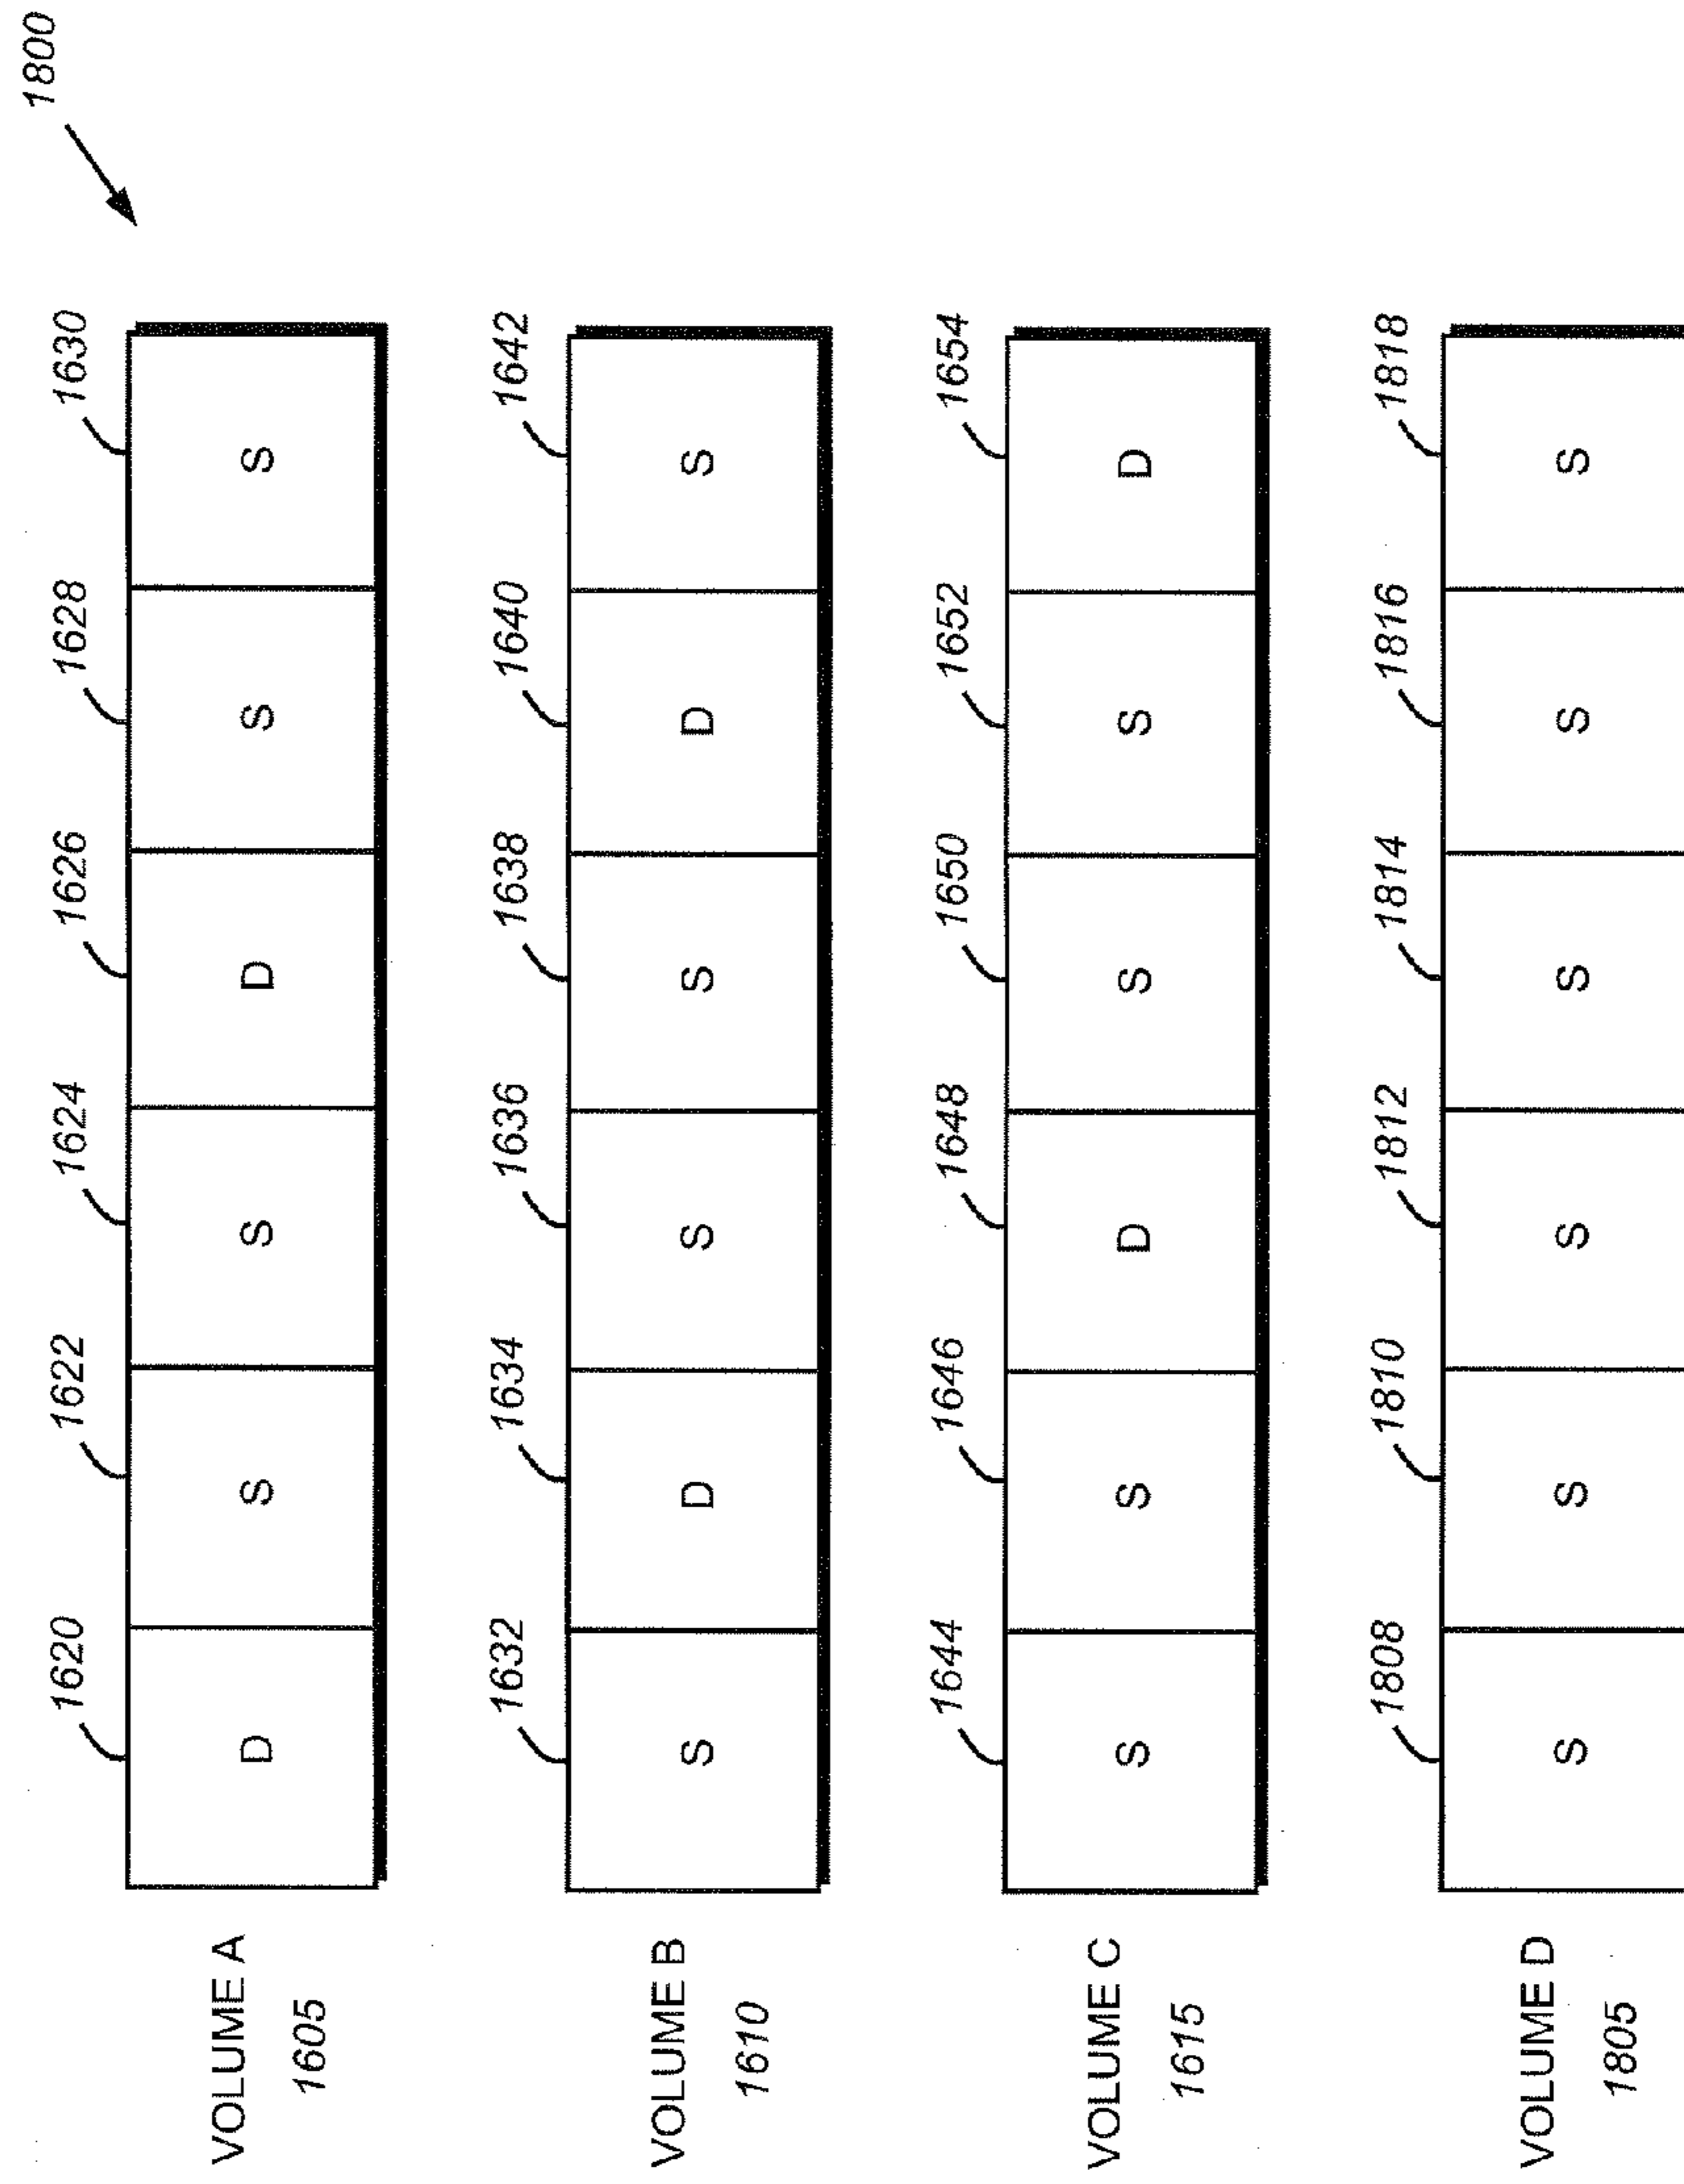 1800
1620 1622 1624 1626 1628 1630
VOLUME A D S S D S S
1605
1632 1634 1636 1638 1640 1642
VOLUME B S D S S D S
1610
1644 1646 1648 1650 1652 1654
VOLUME C S S D S S D
1615
1808 1810 1812 1814 1816 1818
VOLUME D S S S S S S
1805